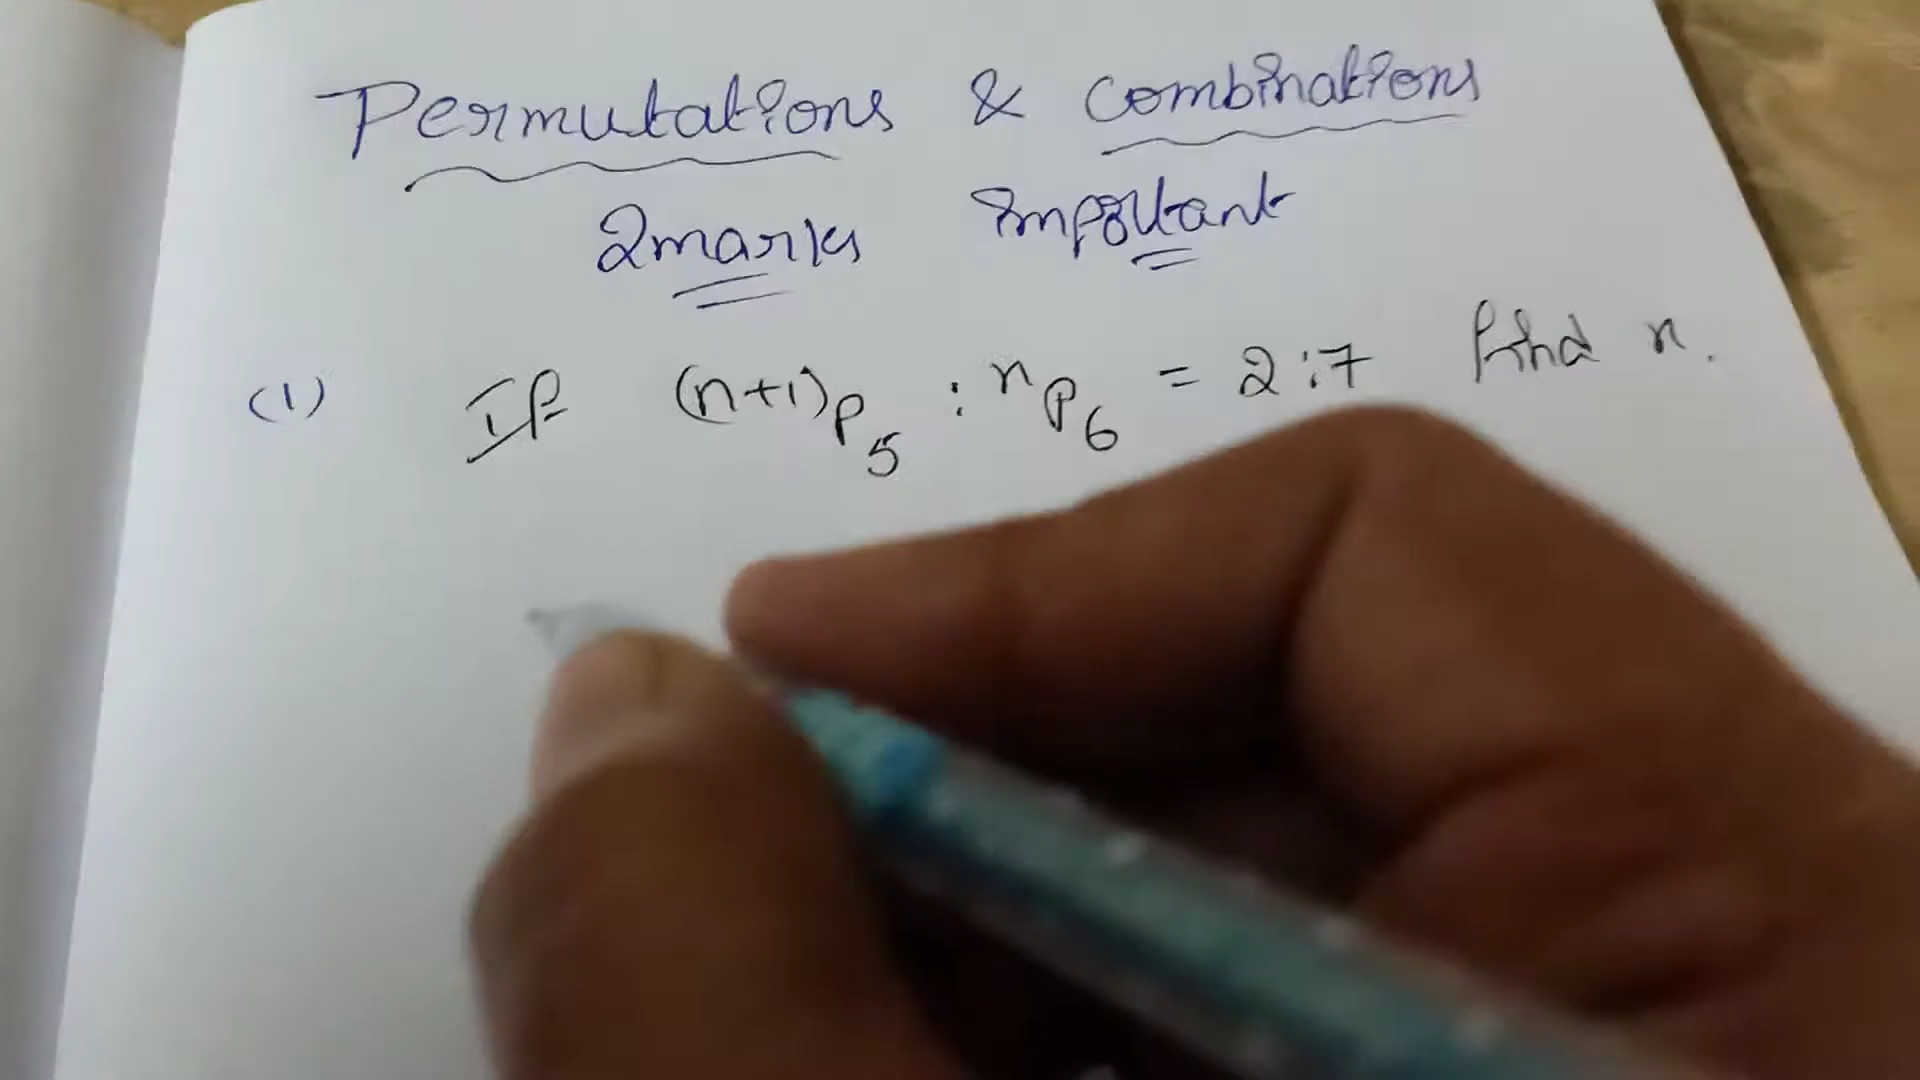 Permutations & Combinations
2marks Important
(1) If (n+1)P5 : nP6 = 2:7 find n.